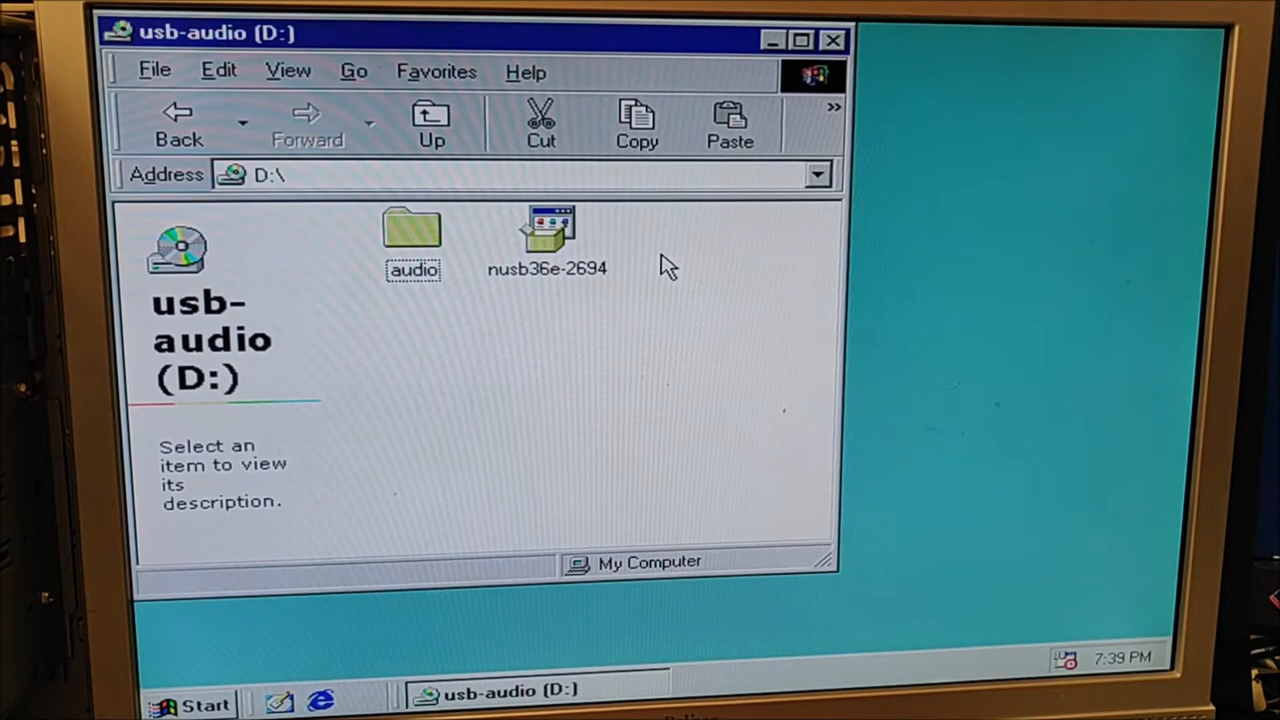 usb-audio (D:)
File Edit View Go Favorites Help
Back Forward Up Cut Copy Paste »
Address D:\
audio
nusb36e-2694
usb-
audio
(D:)
Select an
item to view
its
description.
My Computer
Start usb-audio (D:) 7:39 PM